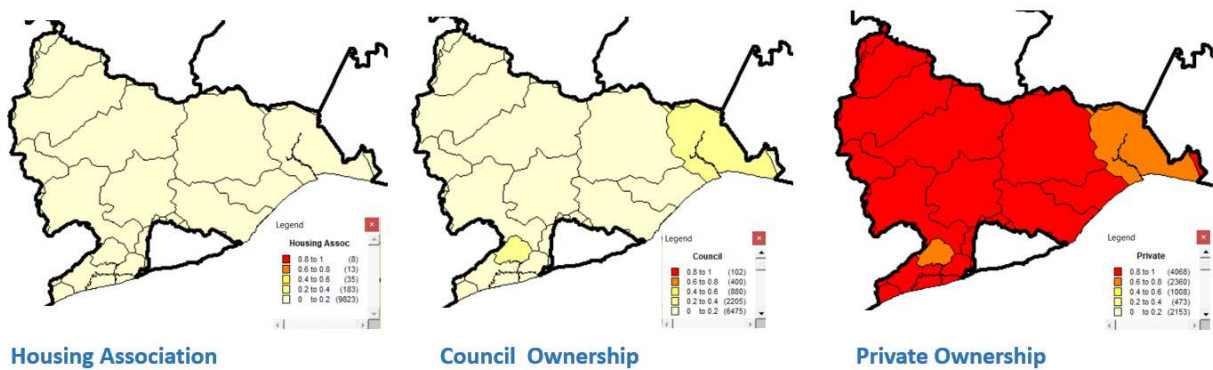 Legend
Housing Assoc
0.8 to 1 (8)
0.6 to 0.8 (13)
0.4 to 0.6 (35)
0.2 to 0.4 (183)
0 to 0.2 (9823)
Housing Association
Legend
Council
0.8 to 1 (102)
0.6 to 0.8 (400)
0.4 to 0.6 (880)
0.2 to 0.4 (2205)
0 to 0.2 (6475)
Council Ownership
Legend
Private
0.8 to 1 (4068)
0.6 to 0.8 (2360)
0.4 to 0.6 (1008)
0.2 to 0.4 (473)
0 to 0.2 (2153)
Private Ownership